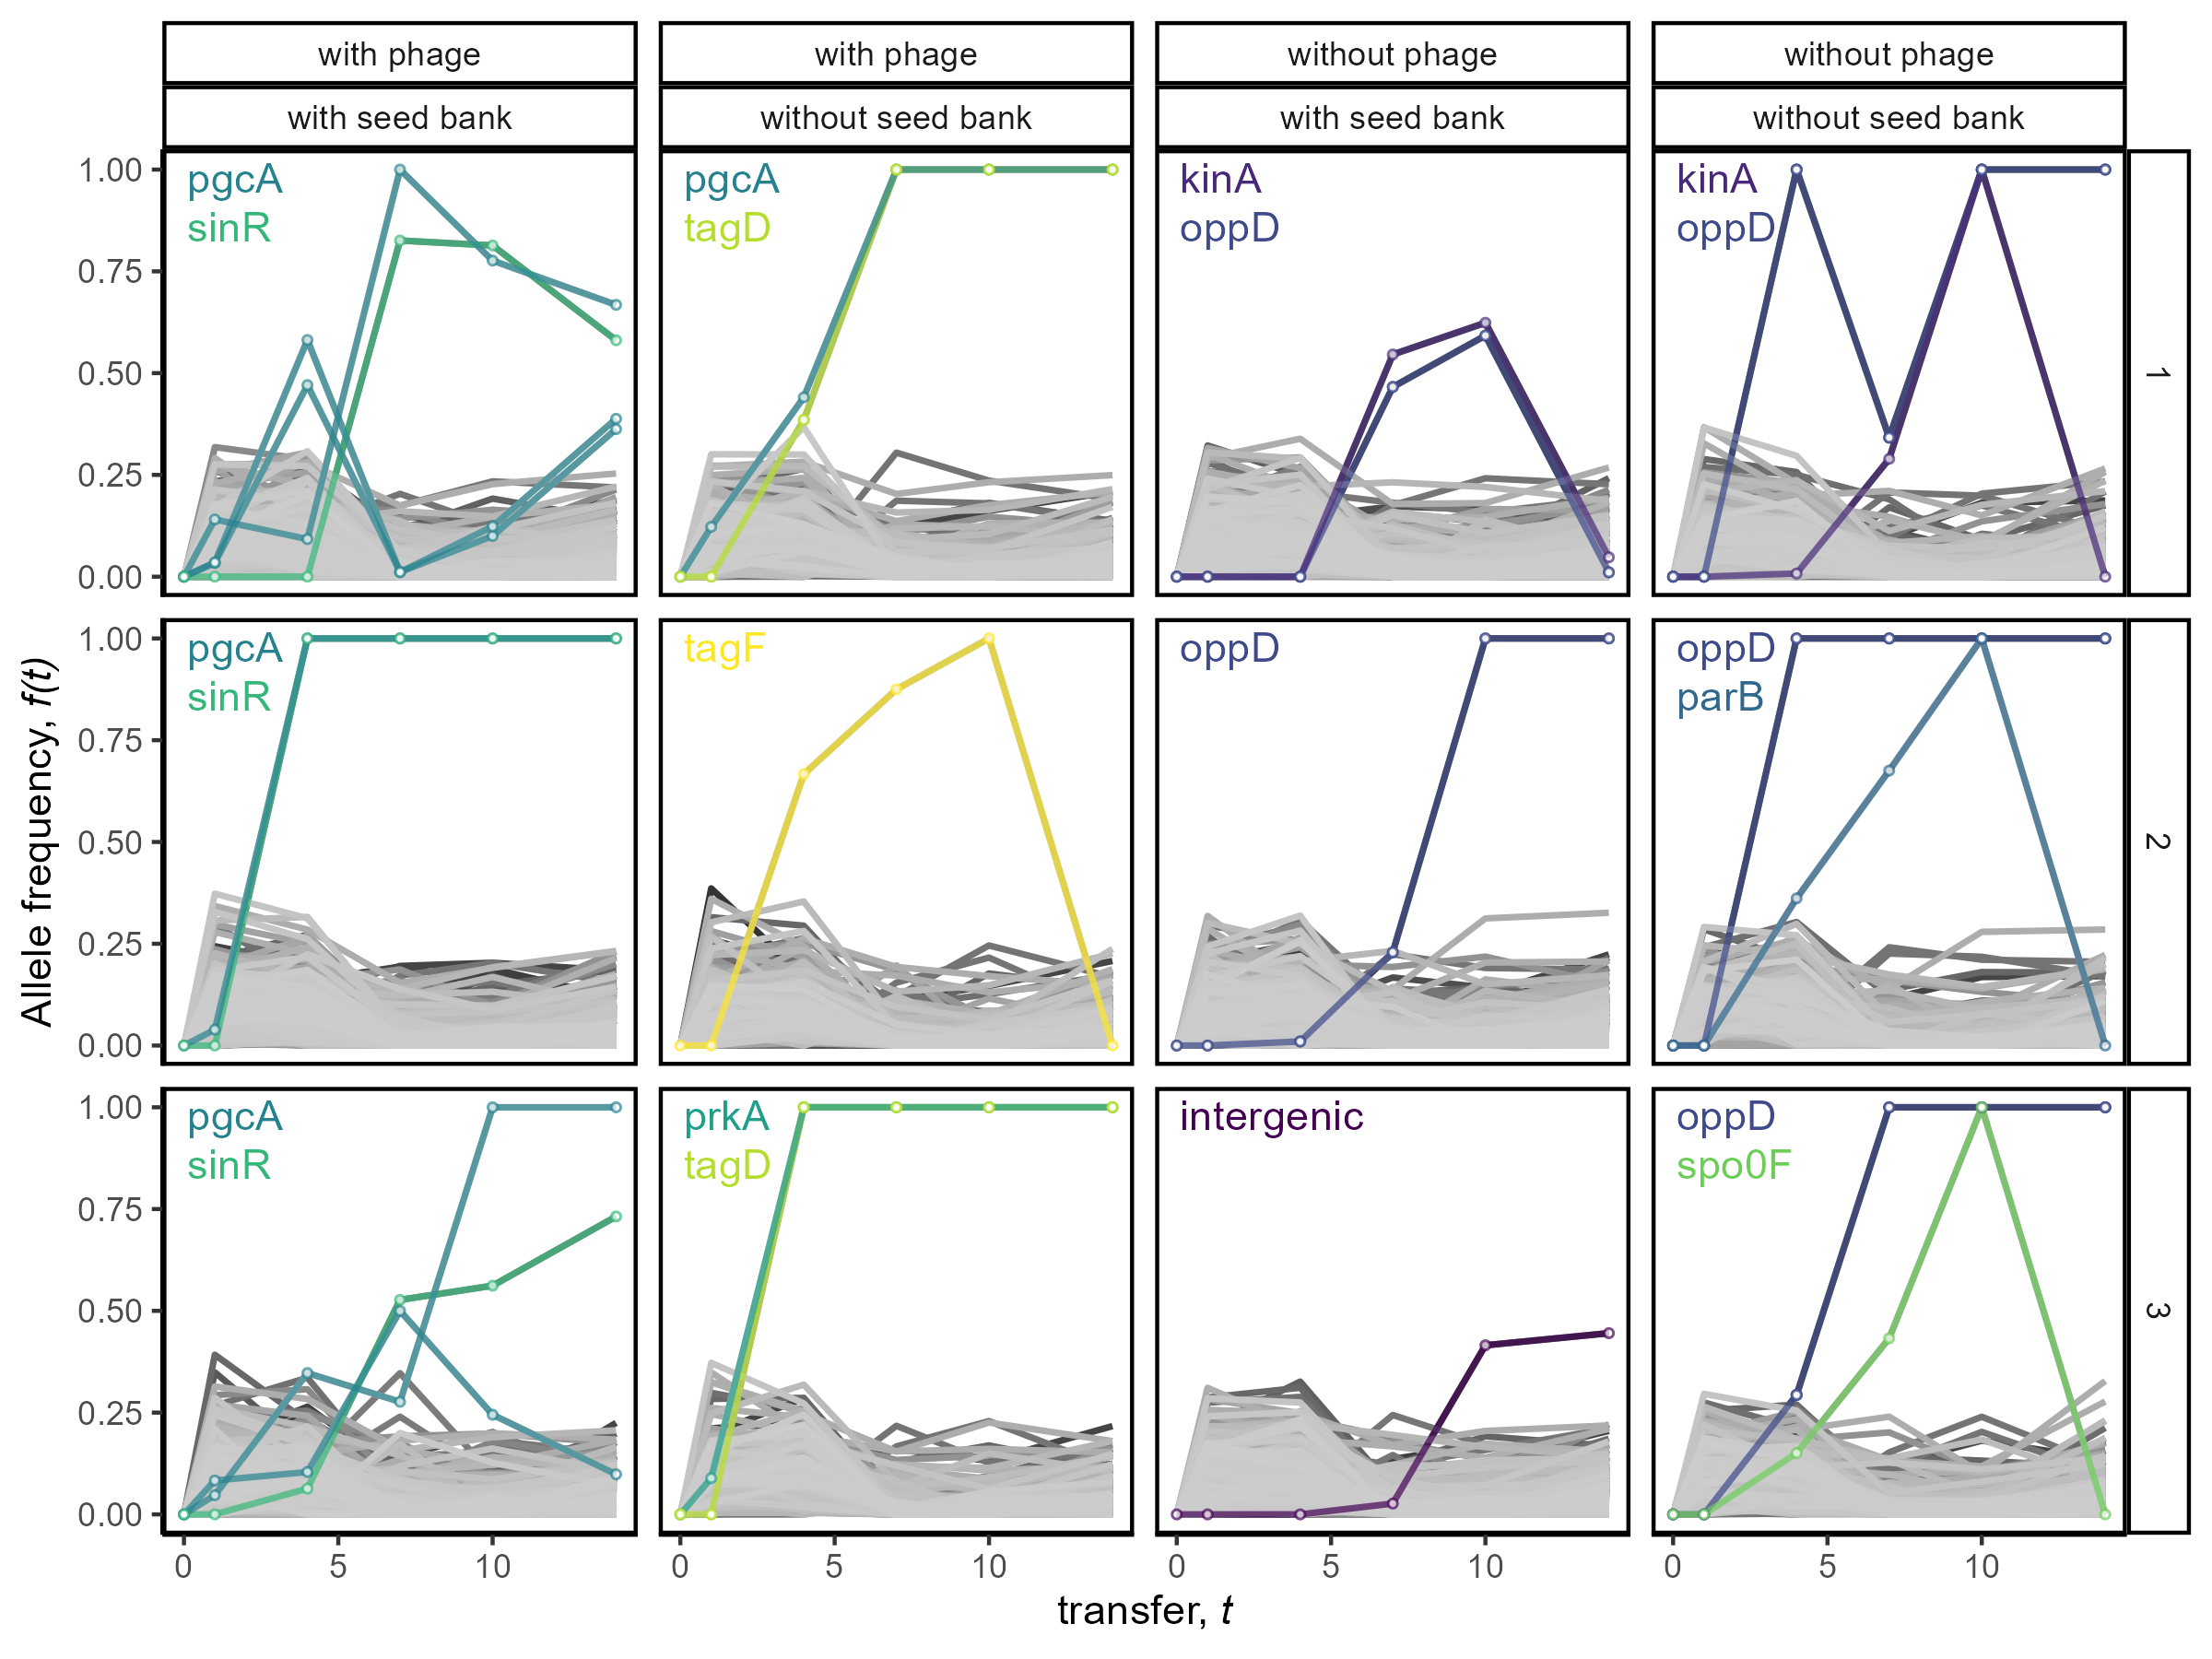 with phage
with phage
without phage
without phage
with seed bank
without seed bank
with seed bank
without seed bank
Allele frequency, f(t)
1.00
0.75
0.50
0.25
0.00
pgcA
sinR
pgcA
tagD
kinA
oppD
kinA
oppD
1
1.00
0.75
0.50
0.25
0.00
pgcA
sinR
tagF
oppD
oppD
parB
2
1.00
0.75
0.50
0.25
0.00
pgcA
sinR
prkA
tagD
intergenic
oppD
spo0F
3
0 5 10
0 5 10
0 5 10
0 5 10
transfer, t